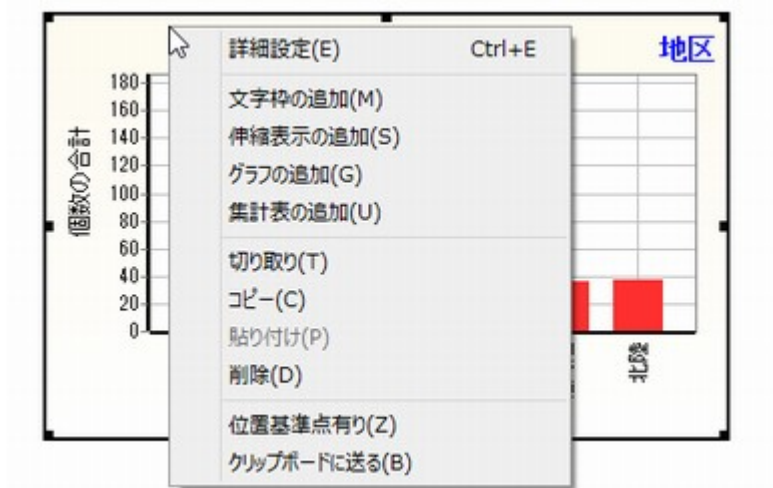 詳細設定(E) Ctrl+E
地区
文字枠の追加(M)
伸縮表示の追加(S)
グラフの追加(G)
集計表の追加(U)
切り取り(T)
コピー(C)
貼り付け(P)
削除(D)
位置基準点有り(Z)
クリップボードに送る(B)
個数の合計
180
160
140
120
100
80
60
40
20
0
北陸